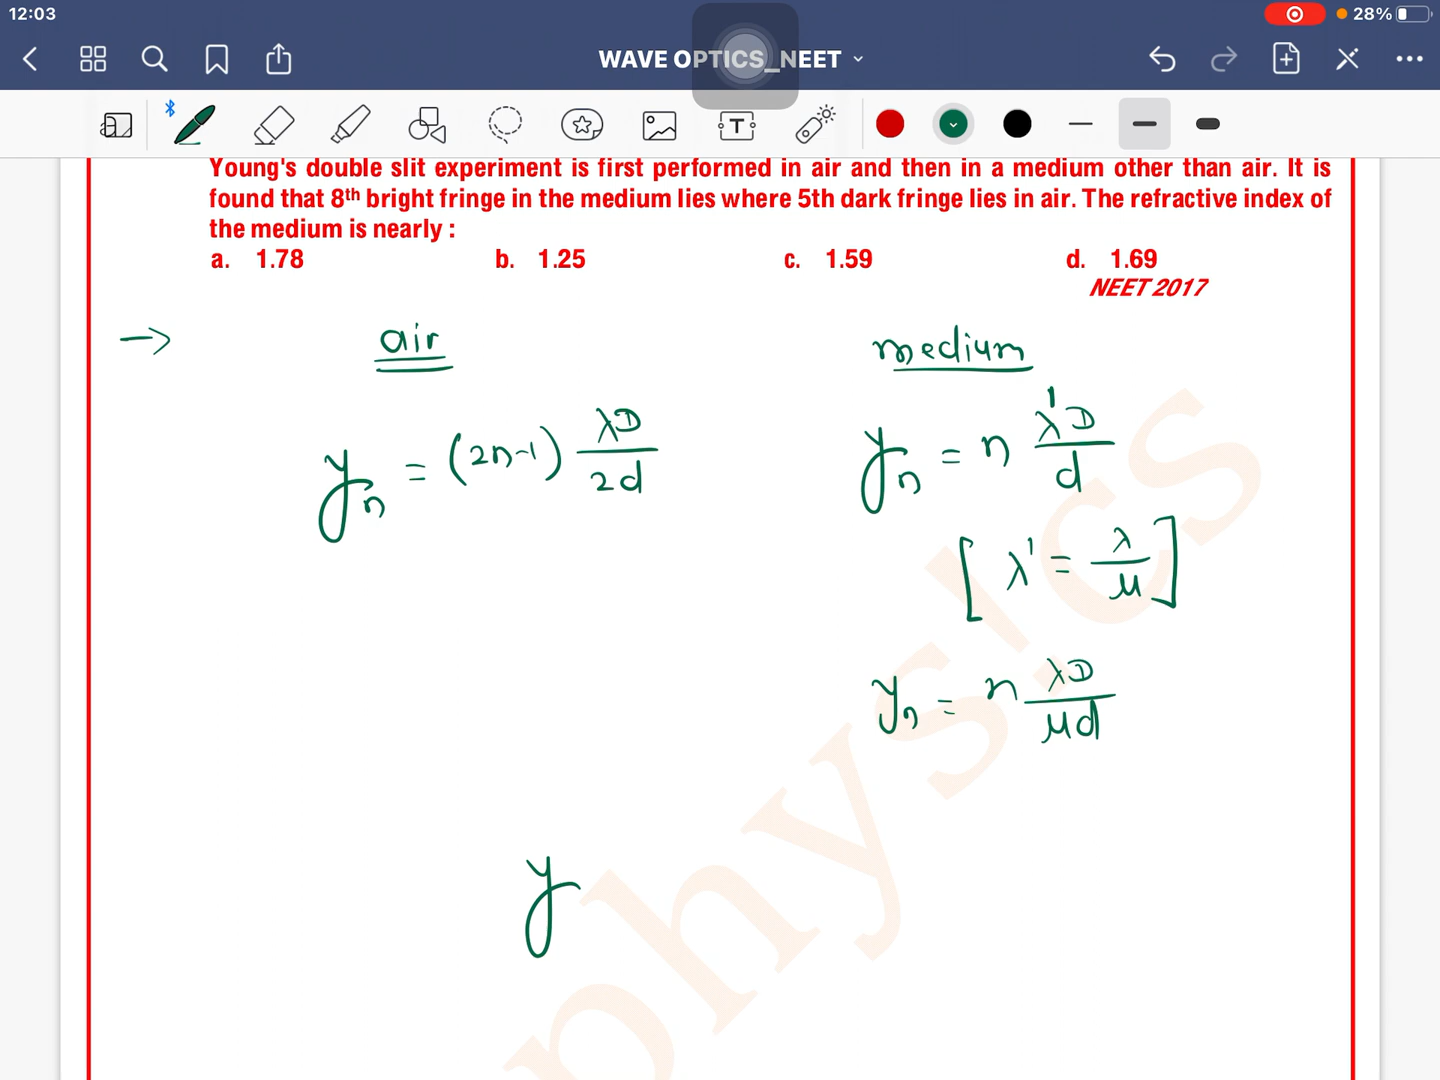 12:03
28%
WAVE OPTICS_NEET
T
Young's double slit experiment is first performed in air and then in a medium other than air. It is
found that 8th bright fringe in the medium lies where 5th dark fringe lies in air. The refractive index of
the medium is nearly :
a. 1.78 b. 1.25 c. 1.59 d. 1.69
NEET 2017
→ air medium
yₙ = (2n-1) λD/2d yₙ = n λ'D/d
[λ' = λ/μ]
yₙ = n λD/μd
y
phys!cs